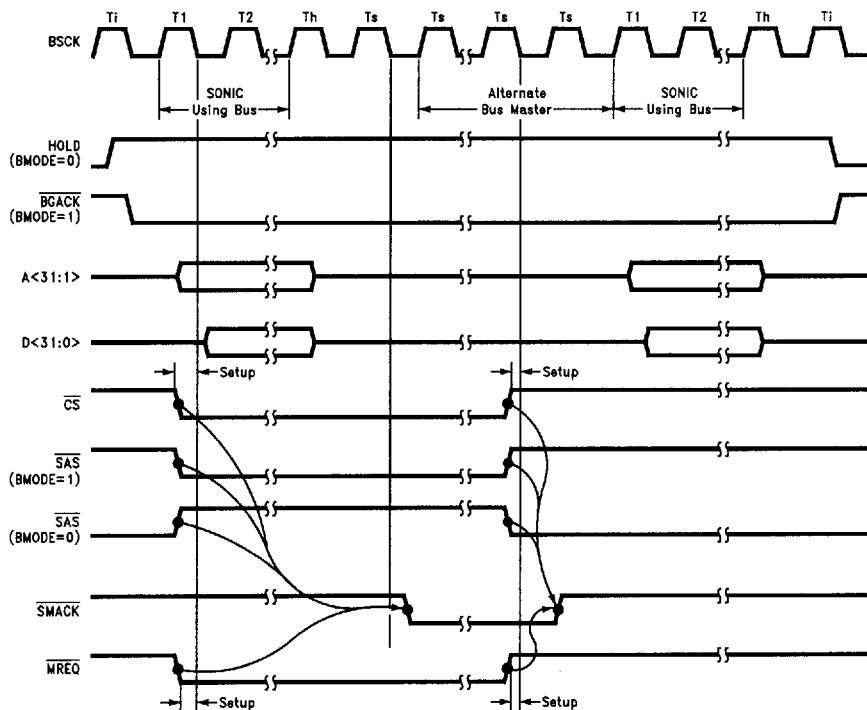 Ti T1 T2 Th Ts Ts Ts Ts T1 T2 Th Ti
BSCK
SONIC
Using Bus
Alternate
Bus Master
SONIC
Using Bus
HOLD
(BMODE=0)
BGACK
(BMODE=1)
A<31:1>
D<31:0>
Setup
Setup
CS
SAS
(BMODE=1)
SAS
(BMODE=0)
SMACK
MREQ
Setup
Setup